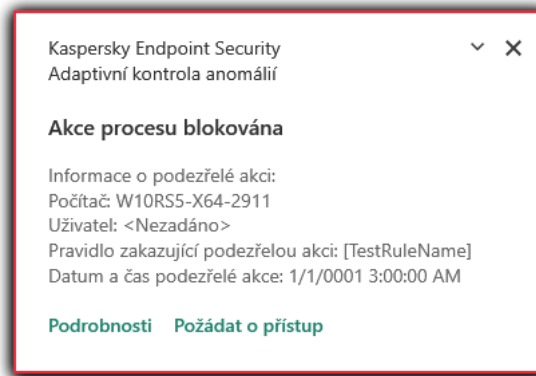 Kaspersky Endpoint Security
Adaptivní kontrola anomálií
Akce procesu blokována
Informace o podezřelé akci:
Počítač: W10RS5-X64-2911
Uživatel: <Nezadáno>
Pravidlo zakazující podezřelou akci: [TestRuleName]
Datum a čas podezřelé akce: 1/1/0001 3:00:00 AM
Podrobnosti Požádat o přístup